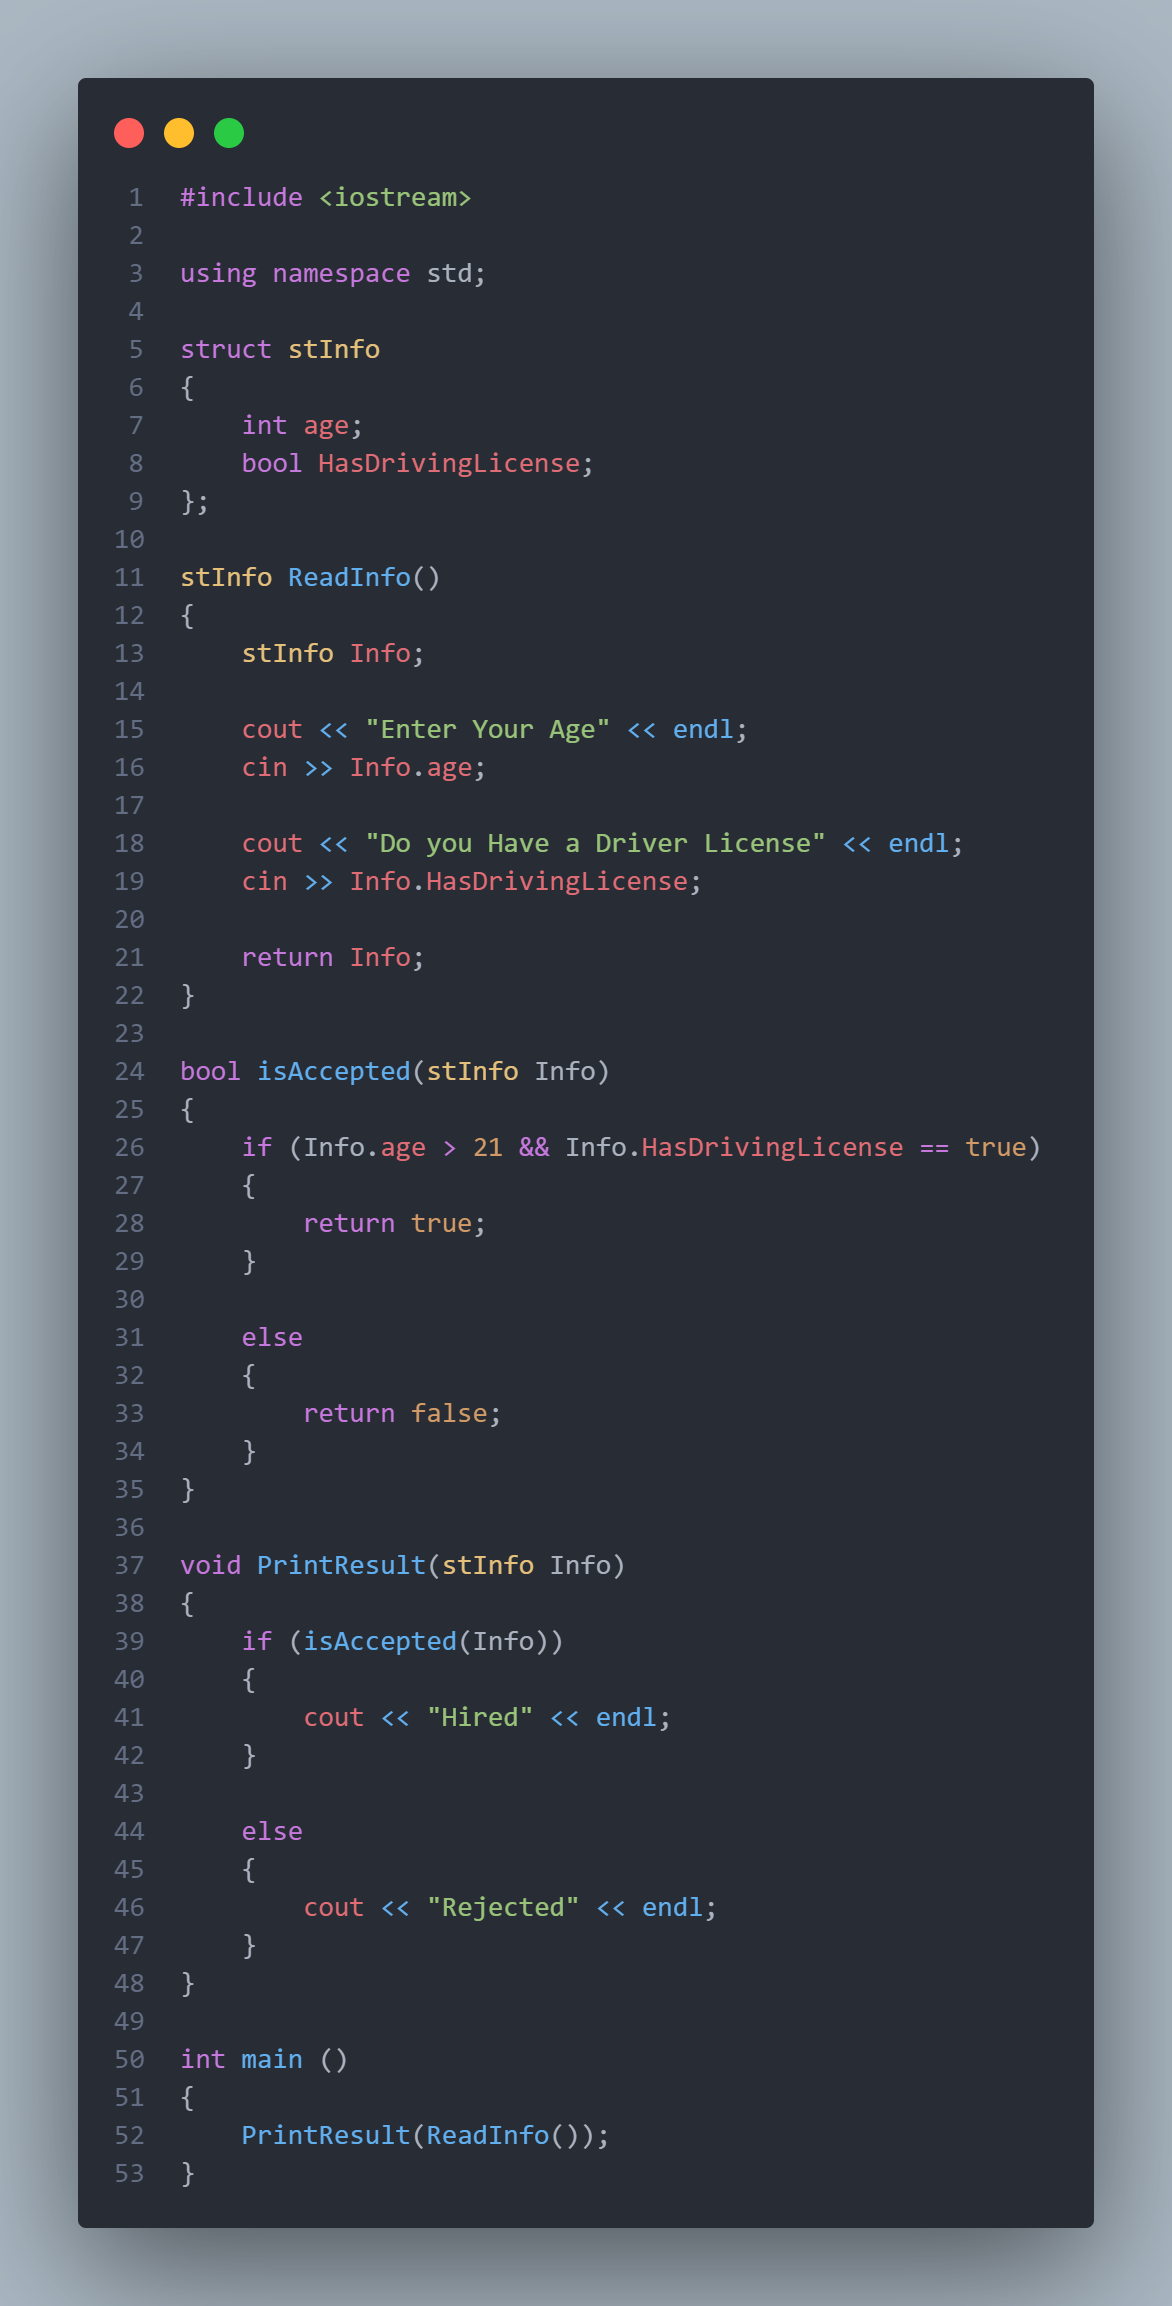 1 #include <iostream>
2
3 using namespace std;
4
5 struct stInfo
6 {
7     int age;
8     bool HasDrivingLicense;
9 };
10
11 stInfo ReadInfo()
12 {
13     stInfo Info;
14
15     cout << "Enter Your Age" << endl;
16     cin >> Info.age;
17
18     cout << "Do you Have a Driver License" << endl;
19     cin >> Info.HasDrivingLicense;
20
21     return Info;
22 }
23
24 bool isAccepted(stInfo Info)
25 {
26     if (Info.age > 21 && Info.HasDrivingLicense == true)
27     {
28         return true;
29     }
30
31     else
32     {
33         return false;
34     }
35 }
36
37 void PrintResult(stInfo Info)
38 {
39     if (isAccepted(Info))
40     {
41         cout << "Hired" << endl;
42     }
43
44     else
45     {
46         cout << "Rejected" << endl;
47     }
48 }
49
50 int main ()
51 {
52     PrintResult(ReadInfo());
53 }